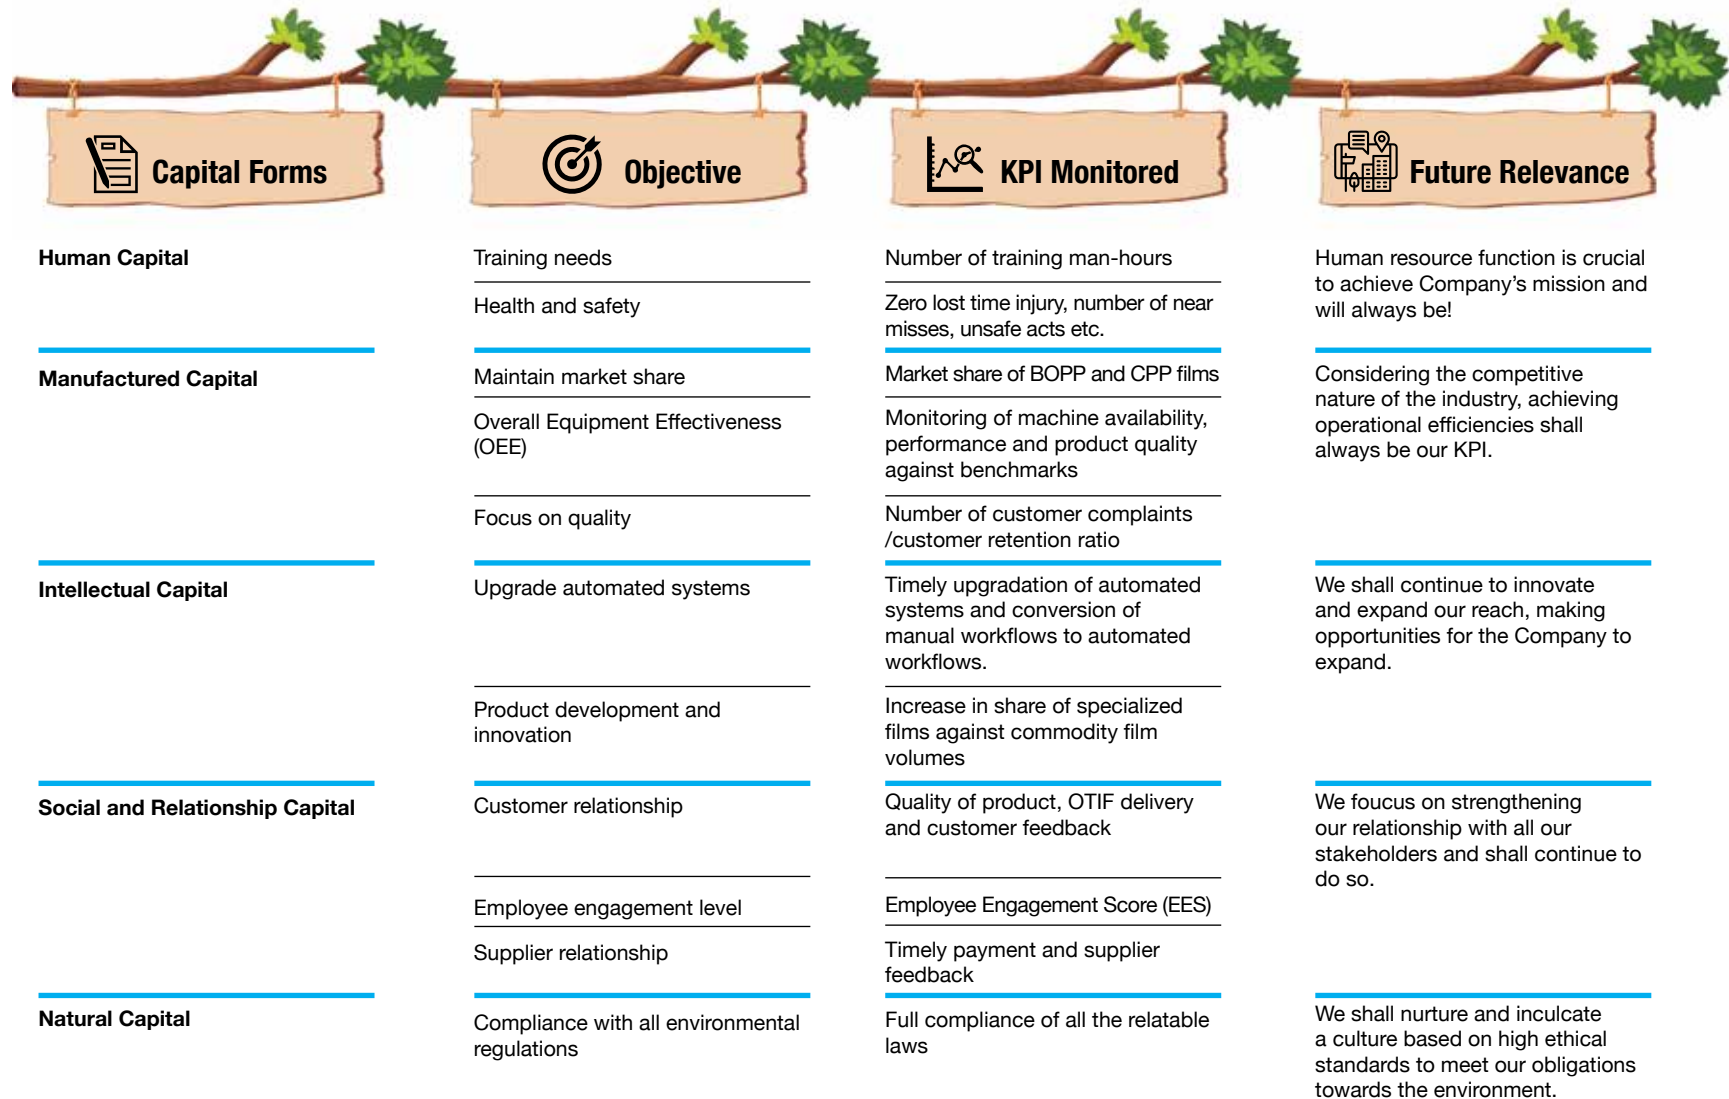 Capital Forms
Objective
KPI Monitored
Future Relevance
Human Capital
Training needs
Number of training man-hours
Health and safety
Zero lost time injury, number of near
misses, unsafe acts etc.
Human resource function is crucial
to achieve Company's mission and
will always be!
Manufactured Capital
Maintain market share
Market share of BOPP and CPP films
Overall Equipment Effectiveness
(OEE)
Monitoring of machine availability,
performance and product quality
against benchmarks
Focus on quality
Number of customer complaints
/customer retention ratio
Considering the competitive
nature of the industry, achieving
operational efficiencies shall
always be our KPI.
Intellectual Capital
Upgrade automated systems
Timely upgradation of automated
systems and conversion of
manual workflows to automated
workflows.
Product development and
innovation
Increase in share of specialized
films against commodity film
volumes
We shall continue to innovate
and expand our reach, making
opportunities for the Company to
expand.
Social and Relationship Capital
Customer relationship
Quality of product, OTIF delivery
and customer feedback
Employee engagement level
Employee Engagement Score (EES)
Supplier relationship
Timely payment and supplier
feedback
We foucus on strengthening
our relationship with all our
stakeholders and shall continue to
do so.
Natural Capital
Compliance with all environmental
regulations
Full compliance of all the relatable
laws
We shall nurture and inculcate
a culture based on high ethical
standards to meet our obligations
towards the environment.